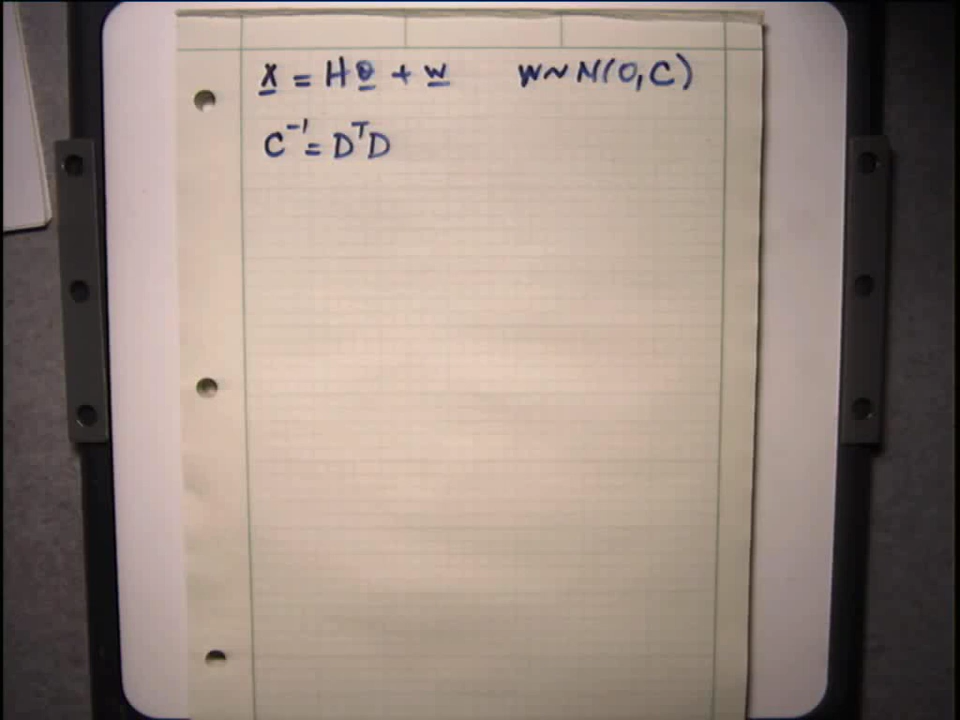 x = Hθ + w w~N(0,C)
C⁻¹ = DᵀD